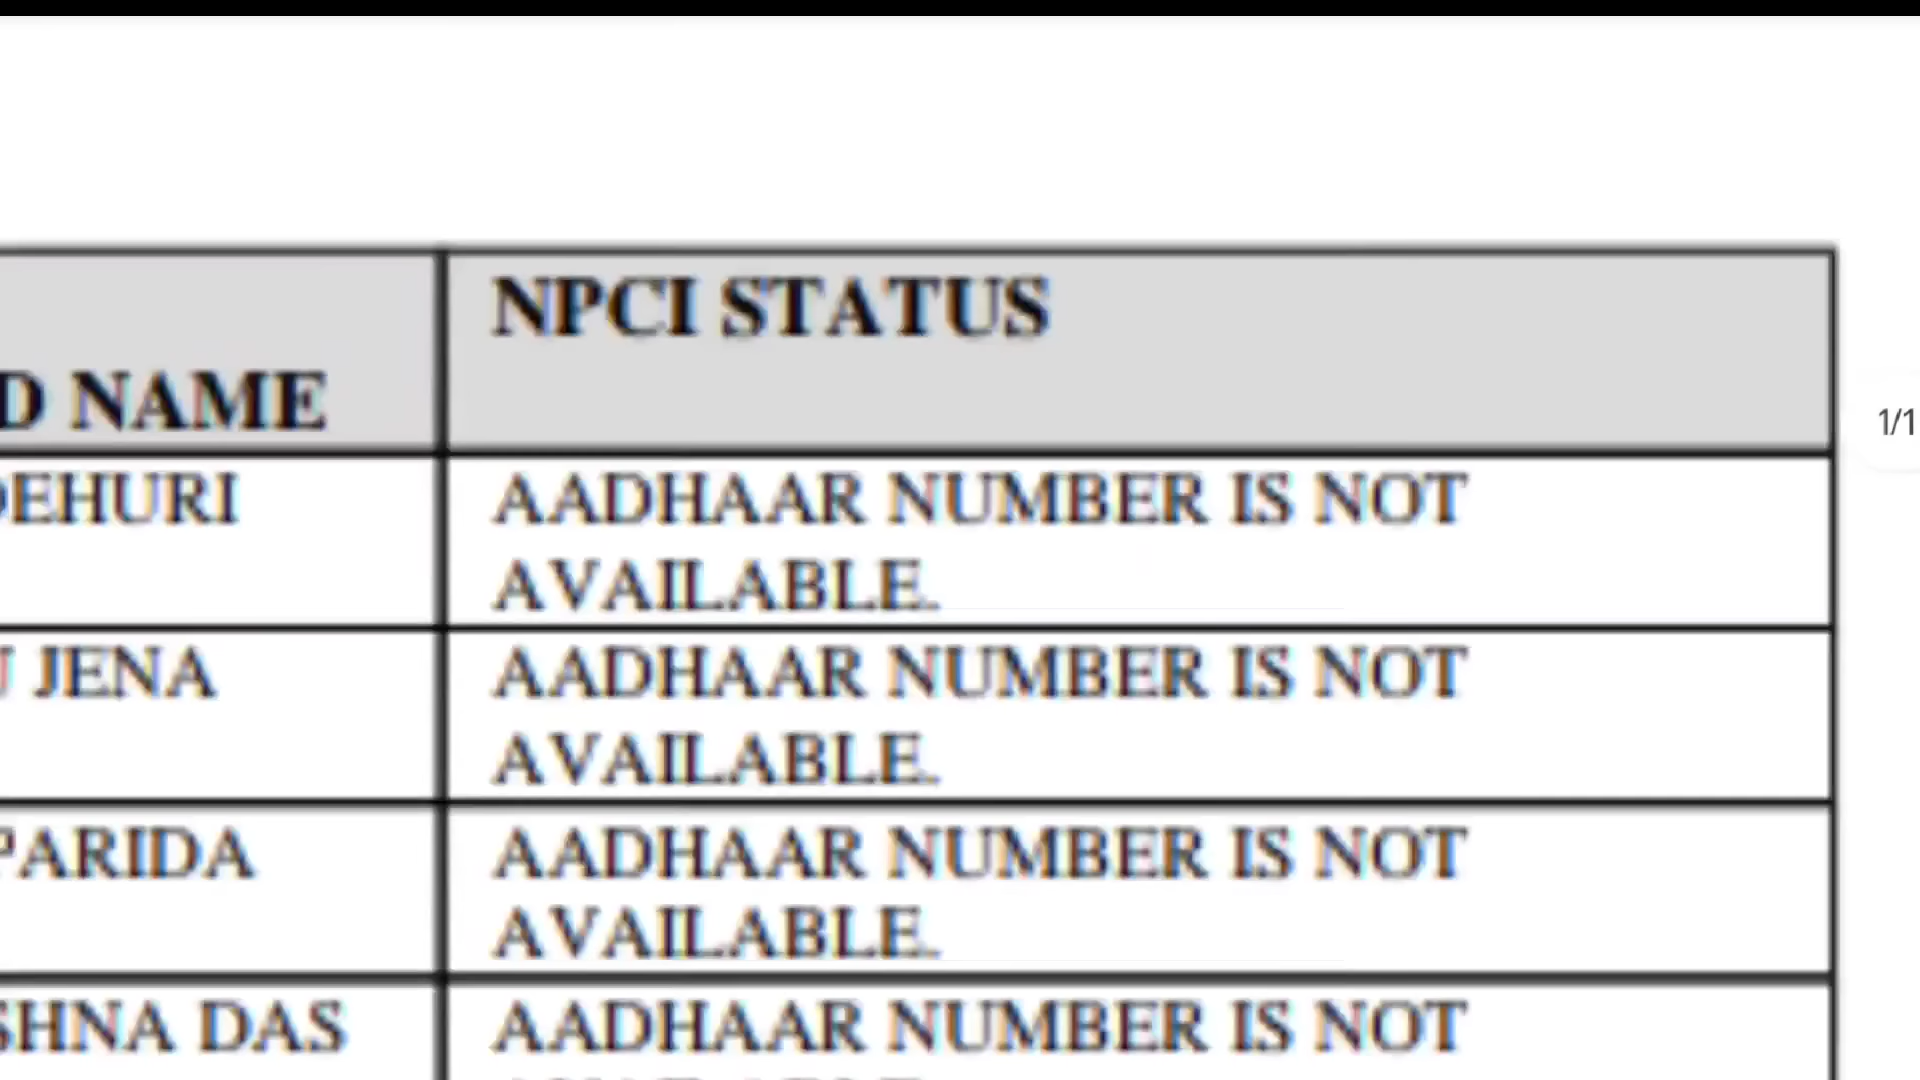 NPCI STATUS
D NAME
DEHURI
AADHAAR NUMBER IS NOT
AVAILABLE.
JENA
AADHAAR NUMBER IS NOT
AVAILABLE.
PARIDA
AADHAAR NUMBER IS NOT
AVAILABLE.
SHNA DAS
AADHAAR NUMBER IS NOT
1/1